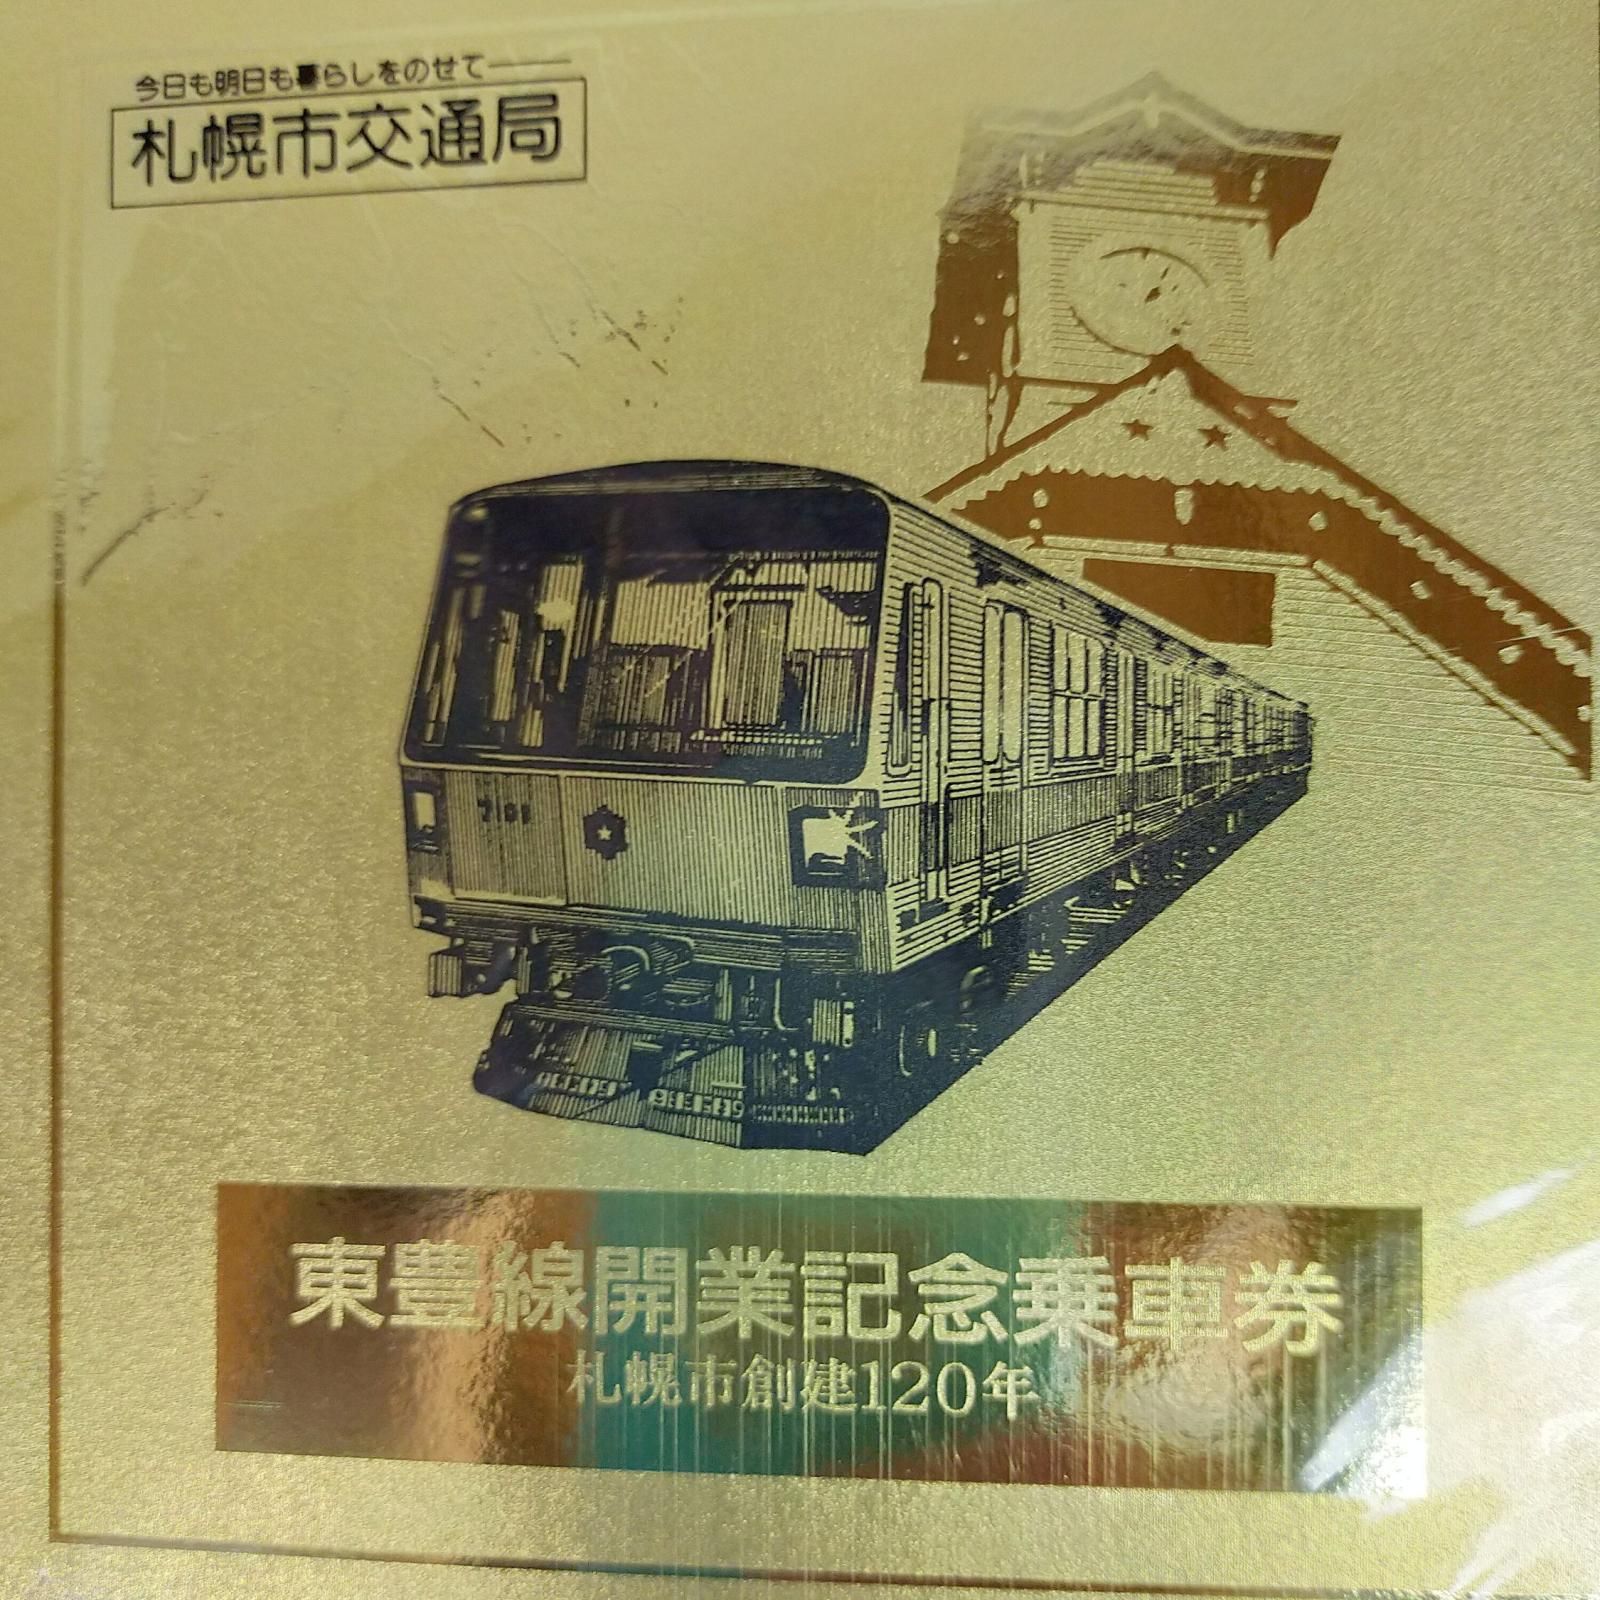 今日も明日も暮らしをのせて――
札幌市交通局
7101
東豊線開業記念乗車券
札幌市創建120年